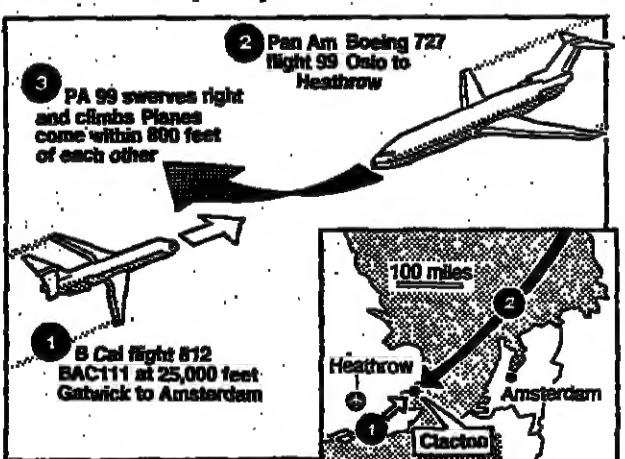 2 Pan Am Boeing 727
flight 99 Oslo to
Heathrow
3
PA 99 swerves right
and climbs Planes
come within 800 feet
of each other
1
B Cal flight 812
BAC111 at 25,000 feet
Gatwick to Amsterdam
100 miles
2
Heathrow
Amsterdam
1
Clacton